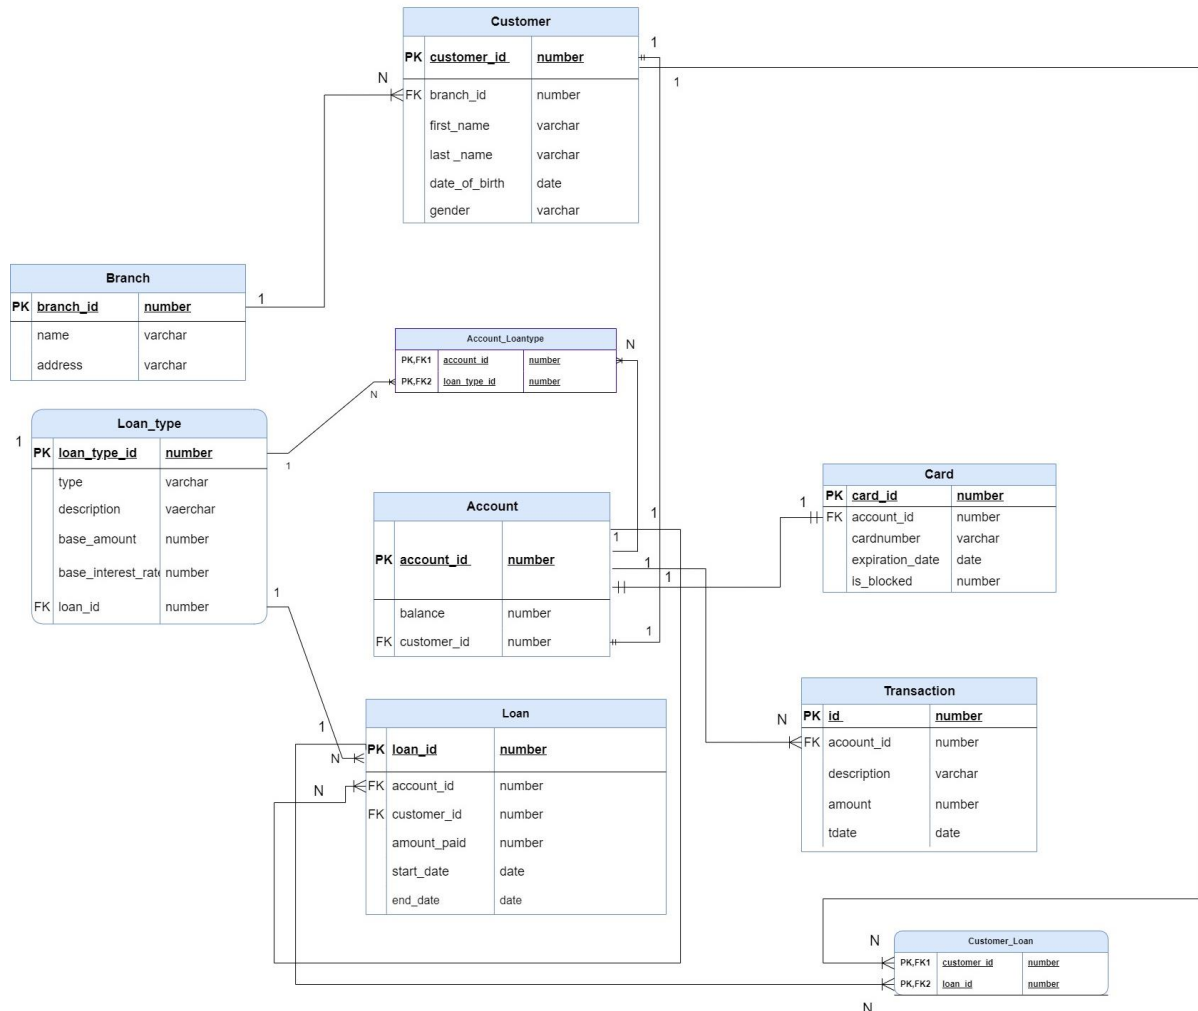 Customer
1
PK customer_id number
1
N
FK branch_id number
first_name varchar
last _name varchar
date_of_birth date
gender varchar
Branch
1
PK branch_id number
name varchar
address varchar
Account_Loantype
N
PK,FK1 account_id number
PK,FK2 loan_type_id number
N
Loan_type
1
PK loan_type_id number
1
type varchar
description vaerchar
base_amount number
base_interest_rate number
1
FK loan_id number
Account
1
1
PK account_id number
1
1
balance number
FK customer_id number
1
Card
1
PK card_id number
FK account_id number
cardnumber varchar
expiration_date date
is_blocked number
Loan
1
PK loan_id number
N
N
FK account_id number
FK customer_id number
amount_paid number
start_date date
end_date date
Transaction
N
PK id number
FK acoount_id number
description varchar
amount number
tdate date
Customer_Loan
N
PK,FK1 customer_id number
PK,FK2 loan_id number
N